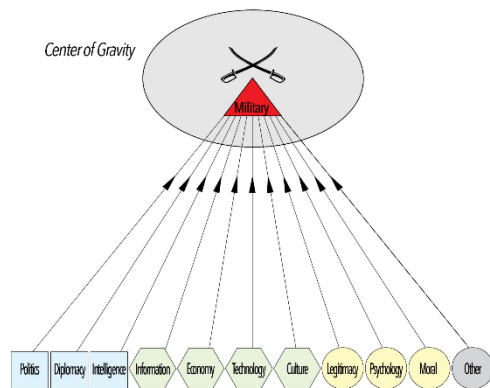 Center of Gravity
Military
Politics Diplomacy Intelligence Information Economy Technology Culture Legitimacy Psychology Moral Other